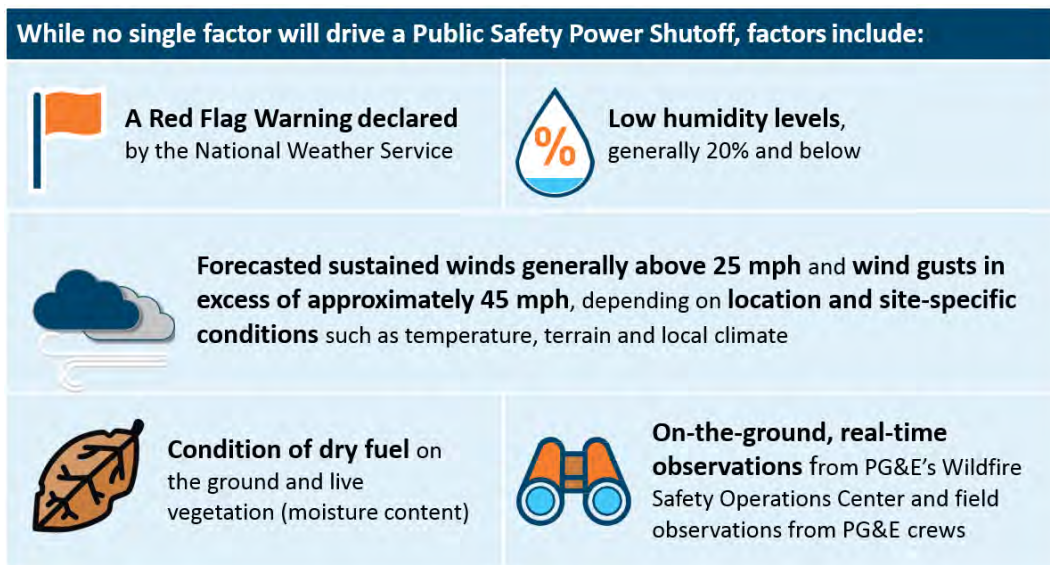 While no single factor will drive a Public Safety Power Shutoff, factors include:
A Red Flag Warning declared
by the National Weather Service
%
Low humidity levels,
generally 20% and below
Forecasted sustained winds generally above 25 mph and wind gusts in
excess of approximately 45 mph, depending on location and site-specific
conditions such as temperature, terrain and local climate
Condition of dry fuel on
the ground and live
vegetation (moisture content)
On-the-ground, real-time
observations from PG&E’s Wildfire
Safety Operations Center and field
observations from PG&E crews